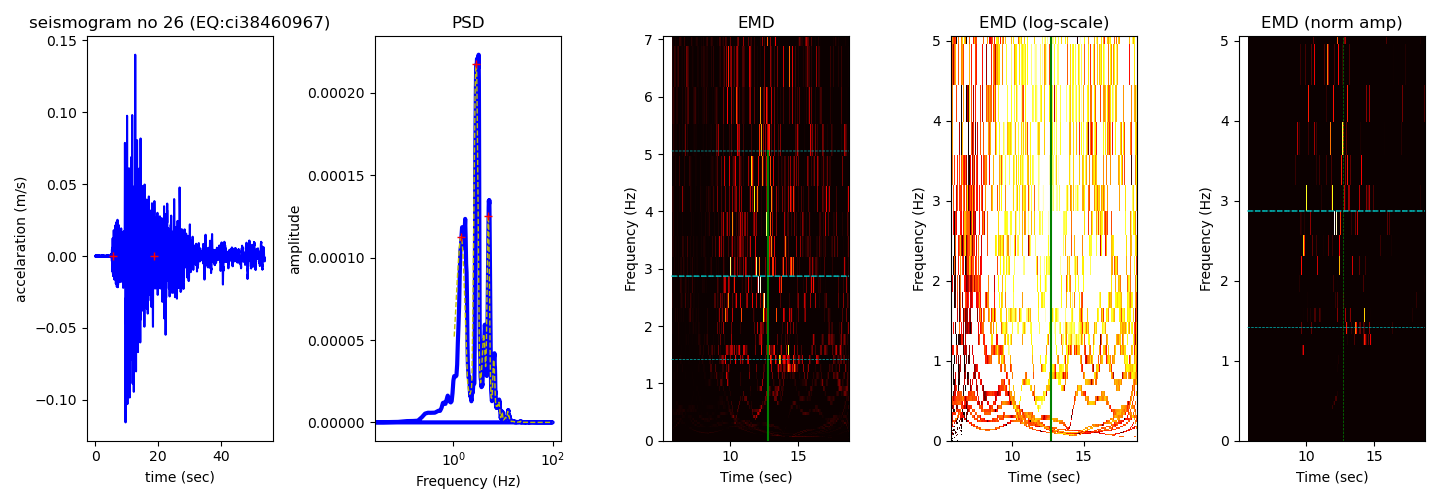 seismogram no 26 (EQ:ci38460967)
0.15
0.10
0.05
0.00
−0.05
−0.10
accelaration (m/s)
0
20
40
time (sec)
PSD
0.00020
0.00015
0.00010
0.00005
0.00000
amplitude
10⁰
10²
Frequency (Hz)
EMD
7
6
5
4
3
2
1
0
Frequency (Hz)
10
15
Time (sec)
EMD (log-scale)
5
4
3
2
1
0
Frequency (Hz)
10
15
Time (sec)
EMD (norm amp)
5
4
3
2
1
0
Frequency (Hz)
10
15
Time (sec)